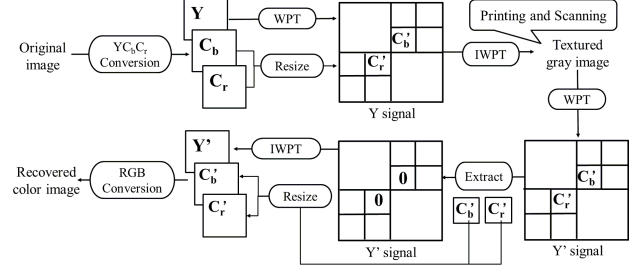 Original
image
YCbCr
Conversion
Y
Cb
Cr
WPT
Resize
Cb'
Cr'
Y signal
IWPT
Printing and Scanning
Textured
gray image
WPT
Cb'
Cr'
Y' signal
Extract
Cb'
Cr'
0
0
Y' signal
IWPT
Resize
Y'
Cb'
Cr'
RGB
Conversion
Recovered
color image